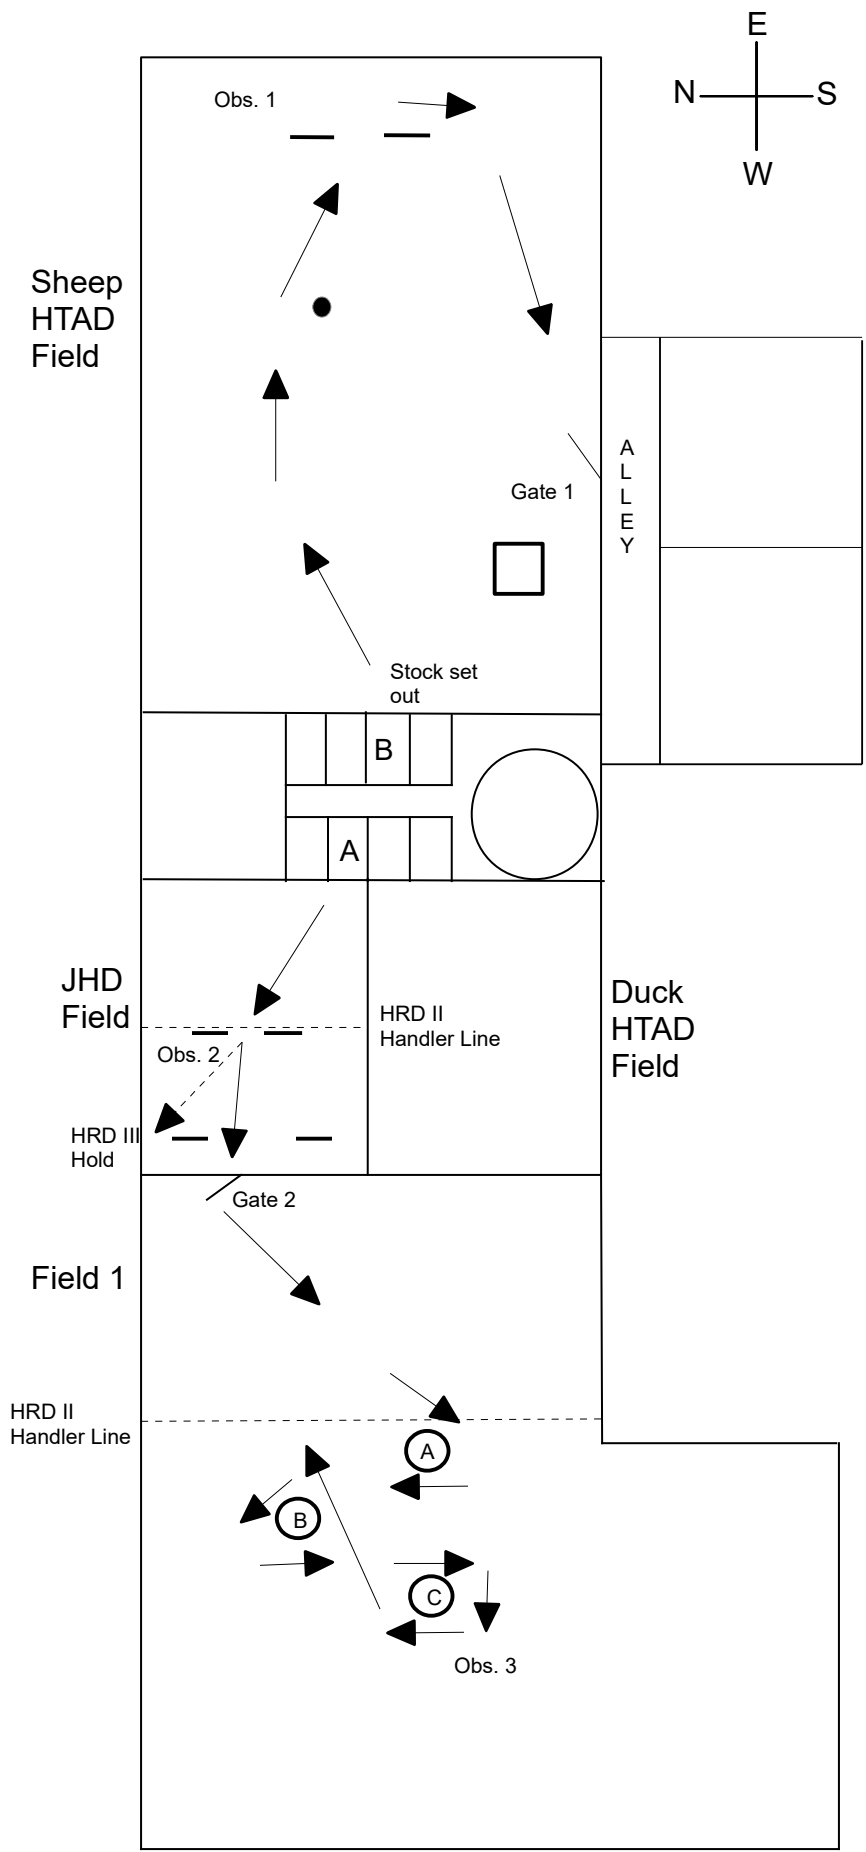 E
N
S
W
Obs. 1
Sheep
HTAD
Field
A
L
L
E
Y
Gate 1
Stock set
out
B
A
JHD
Field
HRD II
Handler Line
Duck
HTAD
Field
Obs. 2
HRD III
Hold
Gate 2
Field 1
HRD II
Handler Line
A
B
C
Obs. 3